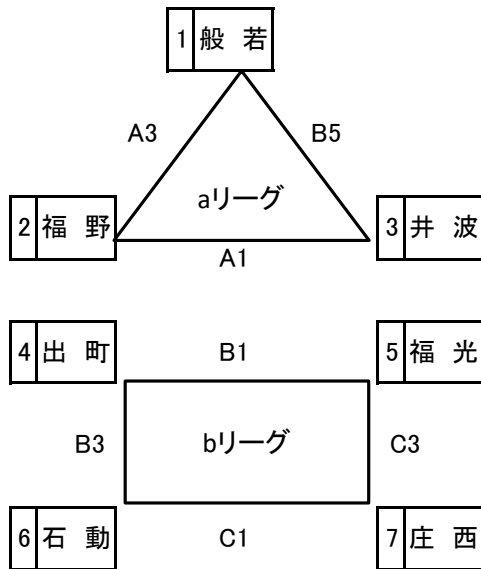 1 般 若
A3 B5
aリーグ
2 福 野 3 井 波
A1
4 出 町 B1 5 福 光
B3 bリーグ C3
6 石 動 C1 7 庄 西